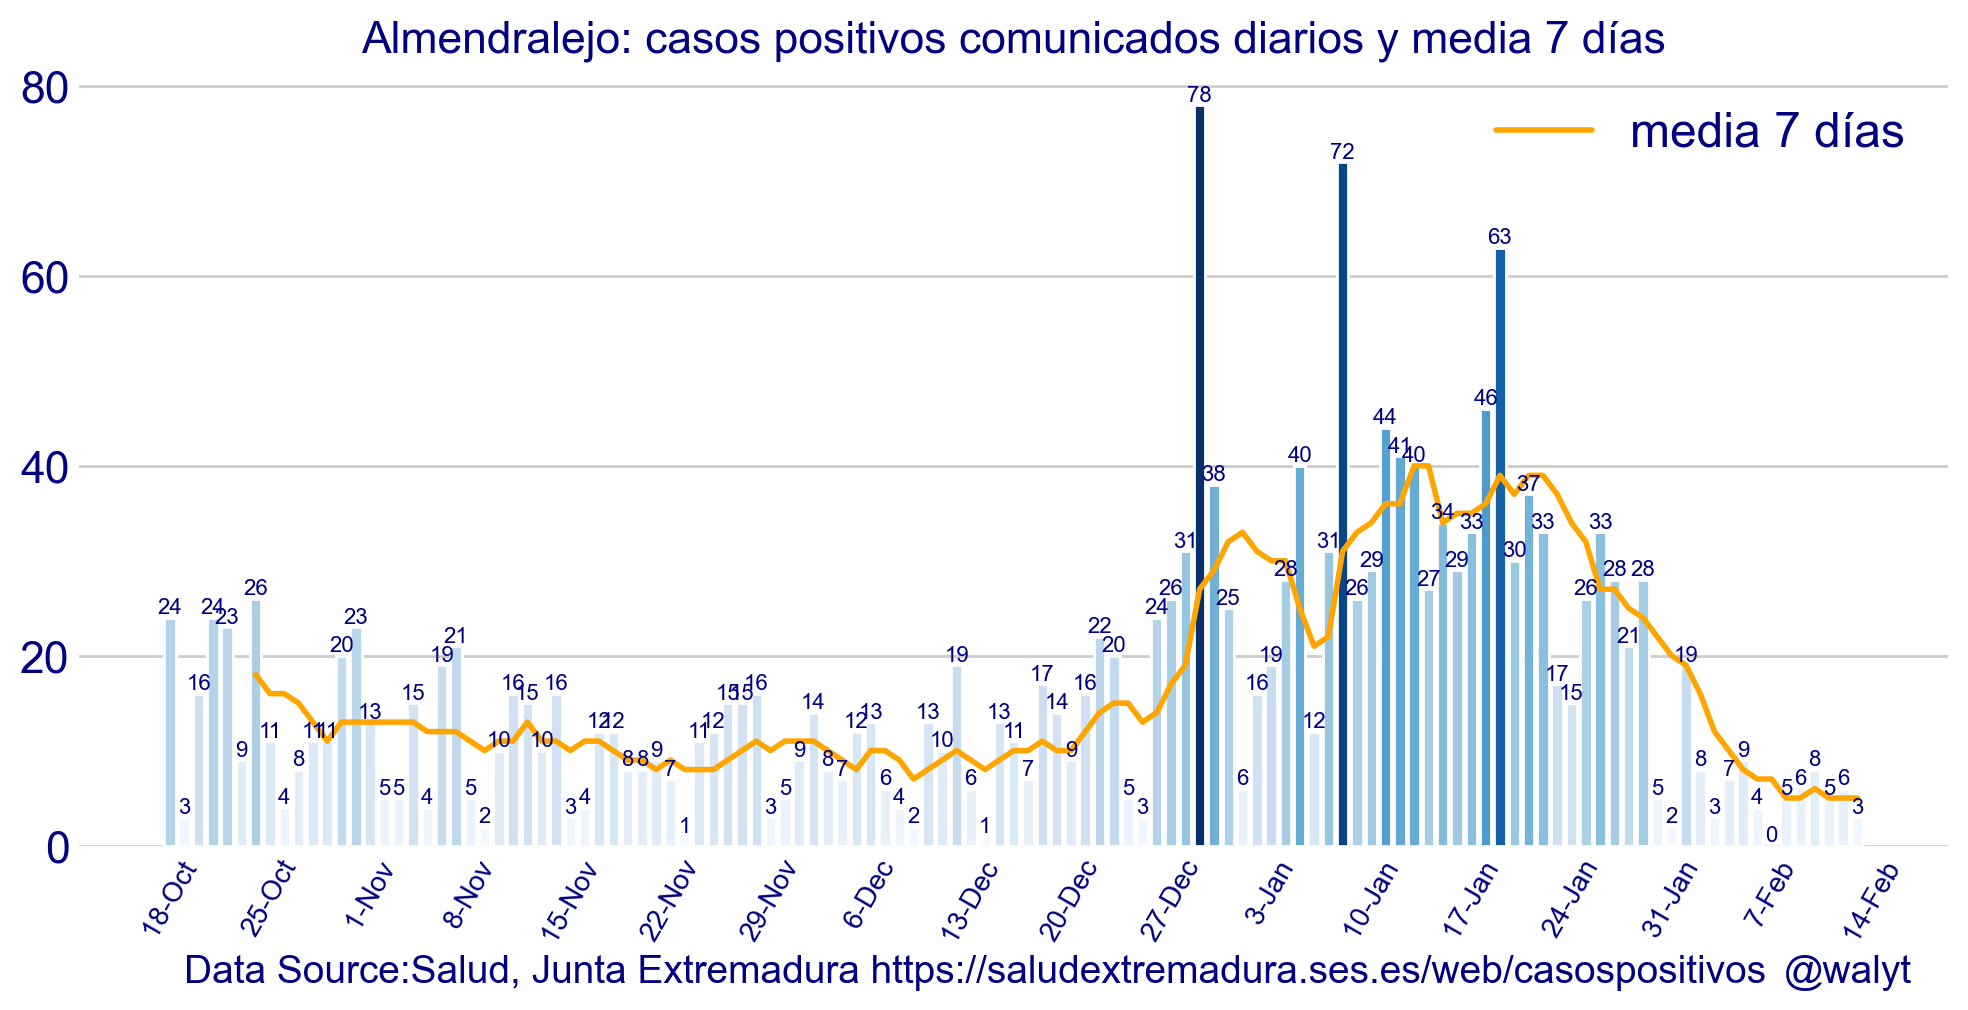 Almendralejo: casos positivos comunicados diarios y media 7 días
80
60
40
20
0
media 7 días
24 3 16 24 23 9 26 11 4 8 11 11 20 23 13 5 5 15 4 19 21 5 2 10 16 15 10 16 3 4 12 12 8 8 9 7 1 11 12 15 15 16 3 5 9 14 8 7 12 13 6 4 2 13 10 19 6 1 13 11 7 17 14 9 16 22 20 5 3 24 26 31 78 38 25 6 16 19 28 40 12 31 72 26 29 44 41 40 27 34 29 33 46 63 30 37 33 17 15 26 33 28 21 28 5 2 19 8 3 7 9 4 0 5 6 8 5 6 3
18-Oct 25-Oct 1-Nov 8-Nov 15-Nov 22-Nov 29-Nov 6-Dec 13-Dec 20-Dec 27-Dec 3-Jan 10-Jan 17-Jan 24-Jan 31-Jan 7-Feb 14-Feb
Data Source:Salud, Junta Extremadura https://saludextremadura.ses.es/web/casospositivos @walyt